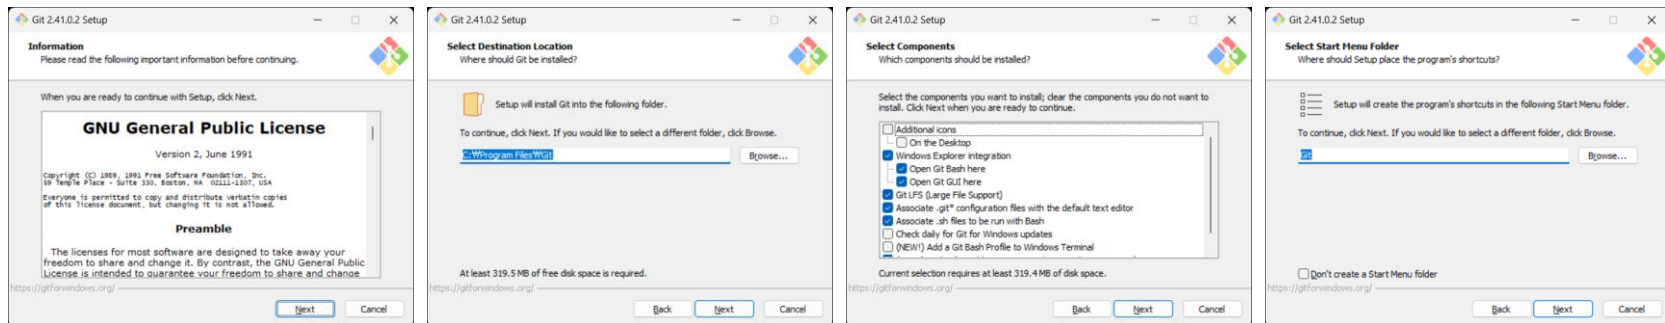 Git 2.41.0.2 Setup
Information
Please read the following important information before continuing.
When you are ready to continue with Setup, click Next.
GNU General Public License
Version 2, June 1991
Copyright (C) 1989, 1991 Free Software Foundation, Inc.
59 Temple Place - Suite 330, Boston, MA 02111-1307, USA
Everyone is permitted to copy and distribute verbatim copies
of this license document, but changing it is not allowed.
Preamble
The licenses for most software are designed to take away your
freedom to share and change it. By contrast, the GNU General Public
License is intended to guarantee your freedom to share and change
https://gitforwindows.org/
Next
Cancel
Git 2.41.0.2 Setup
Select Destination Location
Where should Git be installed?
Setup will install Git into the following folder.
To continue, click Next. If you would like to select a different folder, click Browse.
C:₩Program Files₩Git
Browse...
At least 319.5 MB of free disk space is required.
https://gitforwindows.org/
Back
Next
Cancel
Git 2.41.0.2 Setup
Select Components
Which components should be installed?
Select the components you want to install; clear the components you do not want to
install. Click Next when you are ready to continue.
Additional icons
On the Desktop
Windows Explorer integration
Open Git Bash here
Open Git GUI here
Git LFS (Large File Support)
Associate .git* configuration files with the default text editor
Associate .sh files to be run with Bash
Check daily for Git for Windows updates
(NEW!) Add a Git Bash Profile to Windows Terminal
Current selection requires at least 319.4 MB of disk space.
https://gitforwindows.org/
Back
Next
Cancel
Git 2.41.0.2 Setup
Select Start Menu Folder
Where should Setup place the program's shortcuts?
Setup will create the program's shortcuts in the following Start Menu folder.
To continue, click Next. If you would like to select a different folder, click Browse.
Git
Browse...
Don't create a Start Menu folder
https://gitforwindows.org/
Back
Next
Cancel